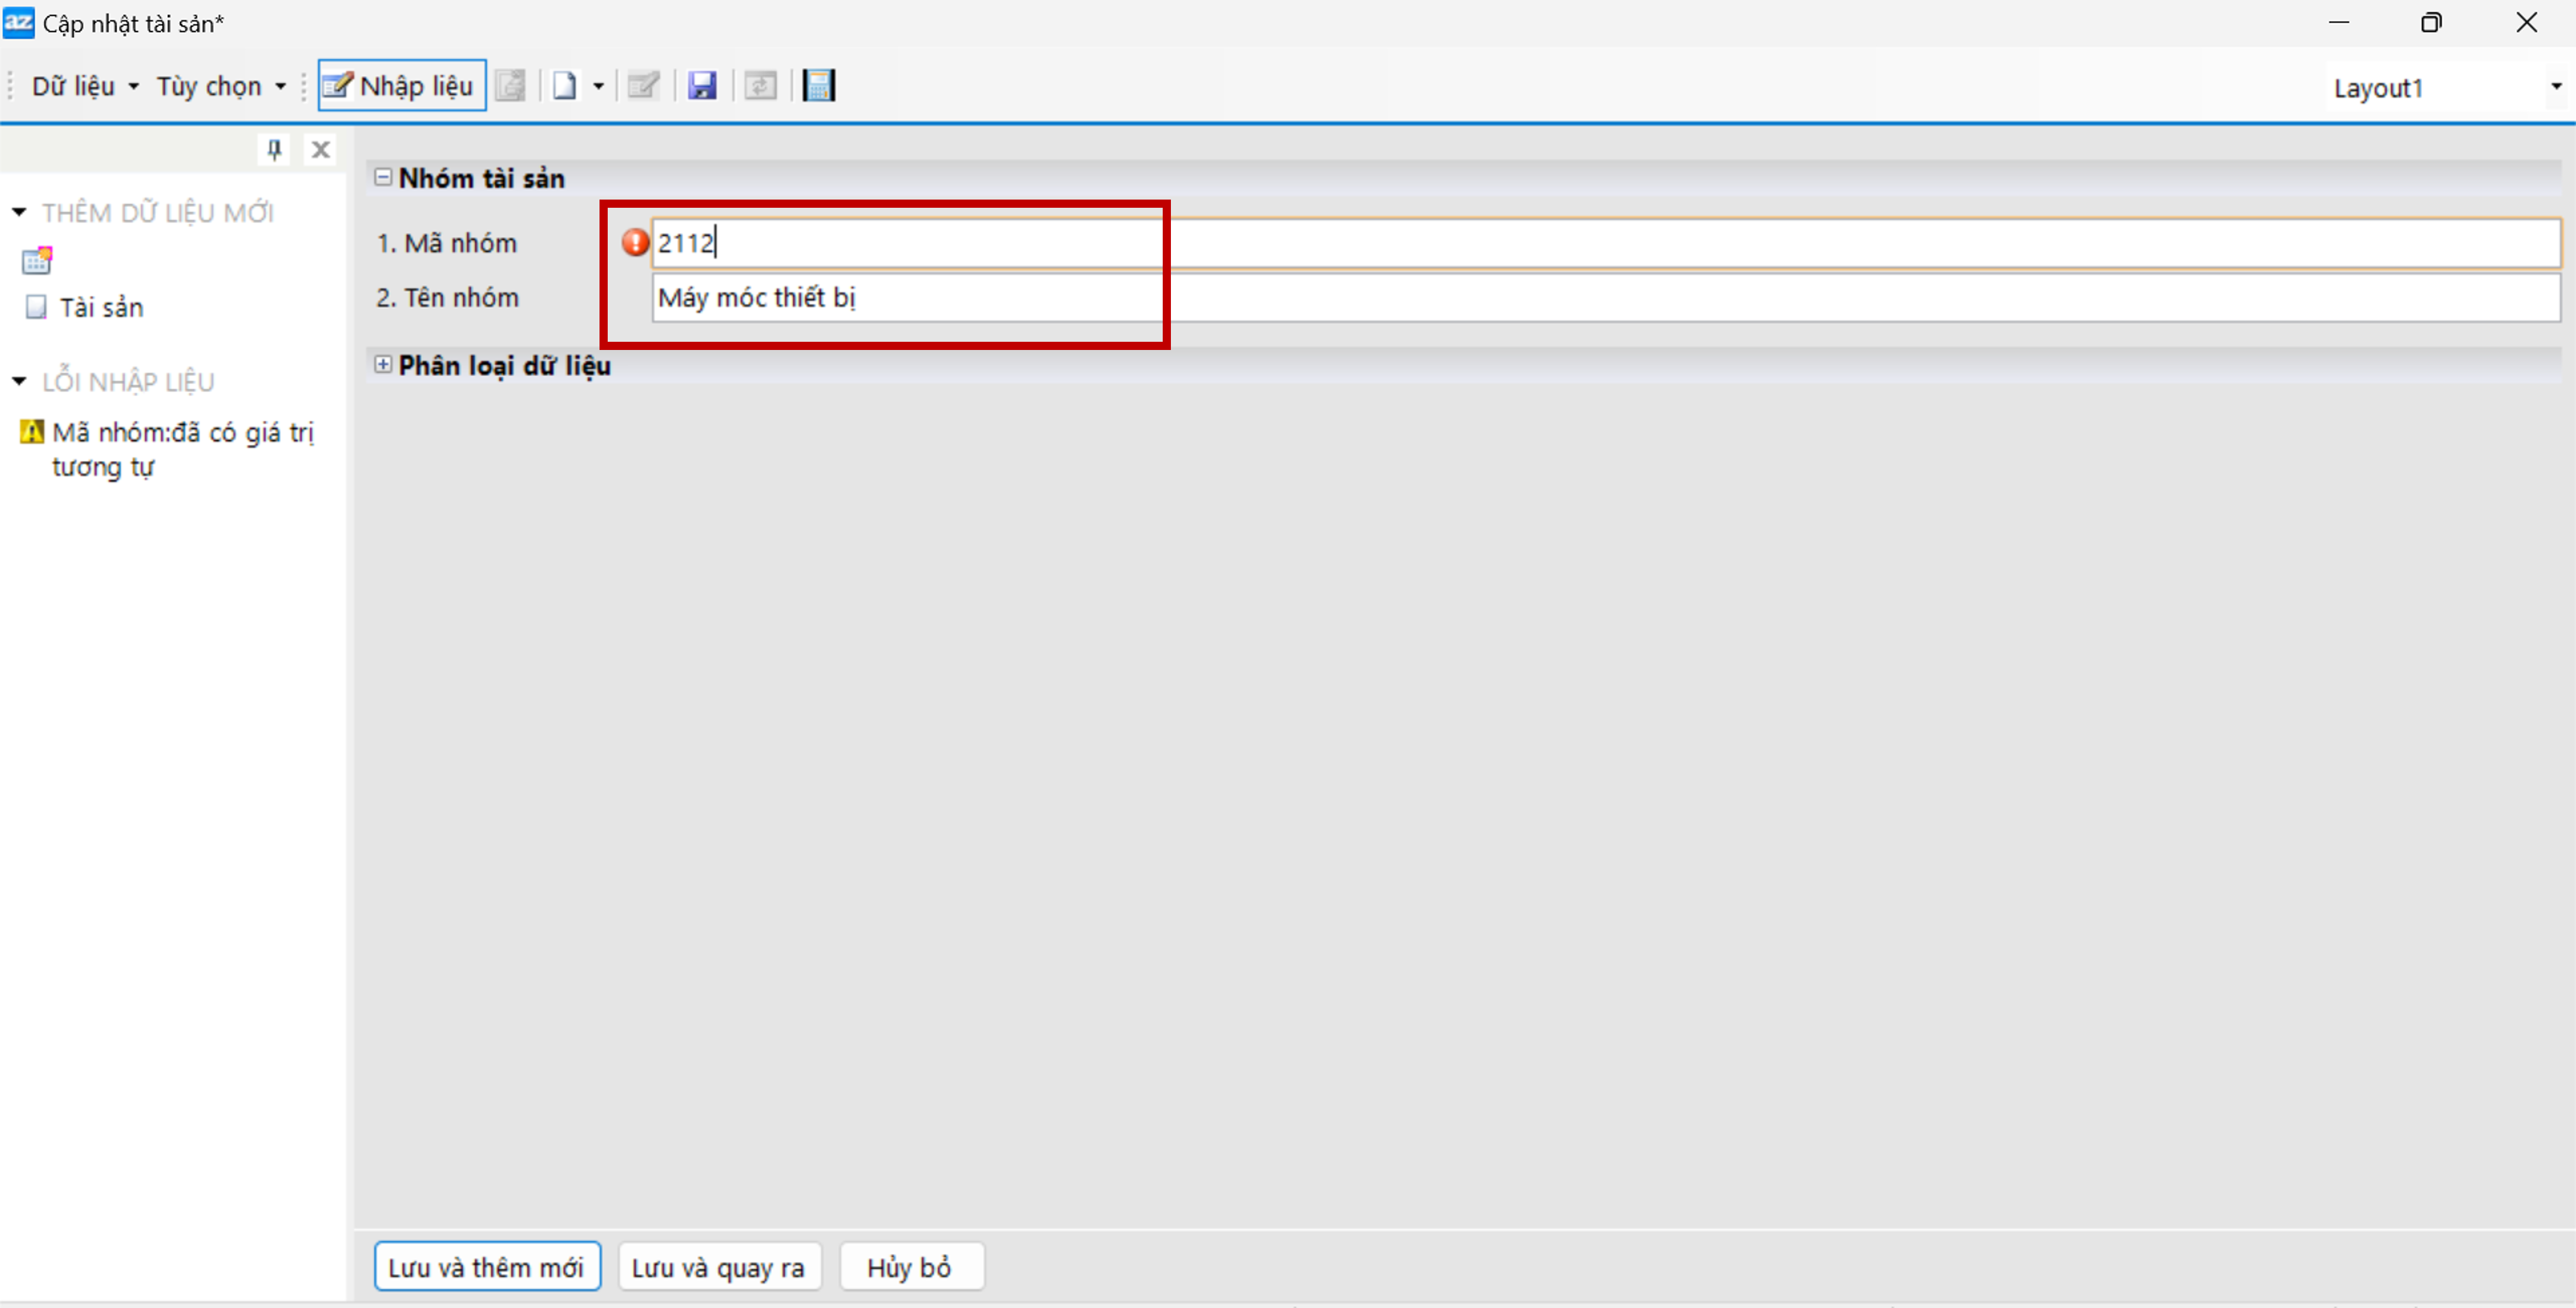 az Cập nhật tài sản*
Dữ liệu Tùy chọn Nhập liệu Layout1
THÊM DỮ LIỆU MỚI
Tài sản
LỖI NHẬP LIỆU
Mã nhóm:đã có giá trị
tương tự
Nhóm tài sản
1. Mã nhóm 2112
2. Tên nhóm Máy móc thiết bị
Phân loại dữ liệu
Lưu và thêm mới Lưu và quay ra Hủy bỏ